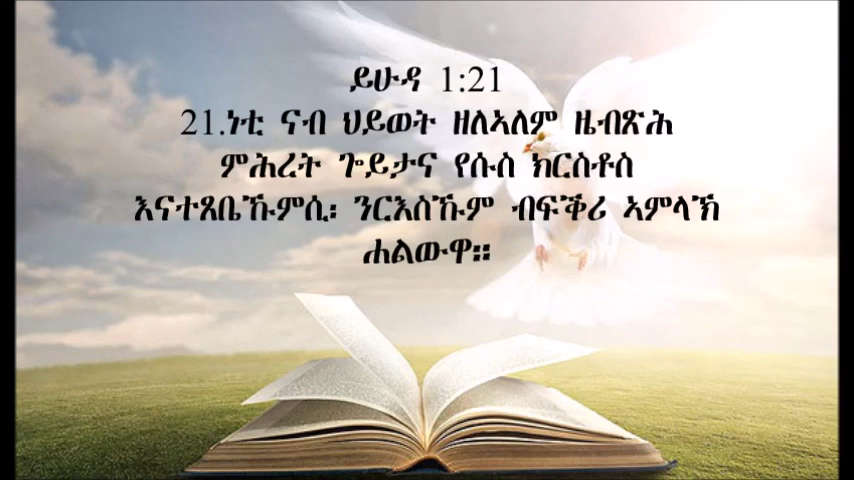 ይሁዳ 1:21
21.ነቲ ናብ ህይወት ዘለኣለም ዜብጽሕ
ምሕረት ጐይታና የሱስ ክርስቶስ
እናተጸቤኹምሲ፡ ንርእስኹም ብፍቕሪ ኣምላኽ
ሐልውዋ።